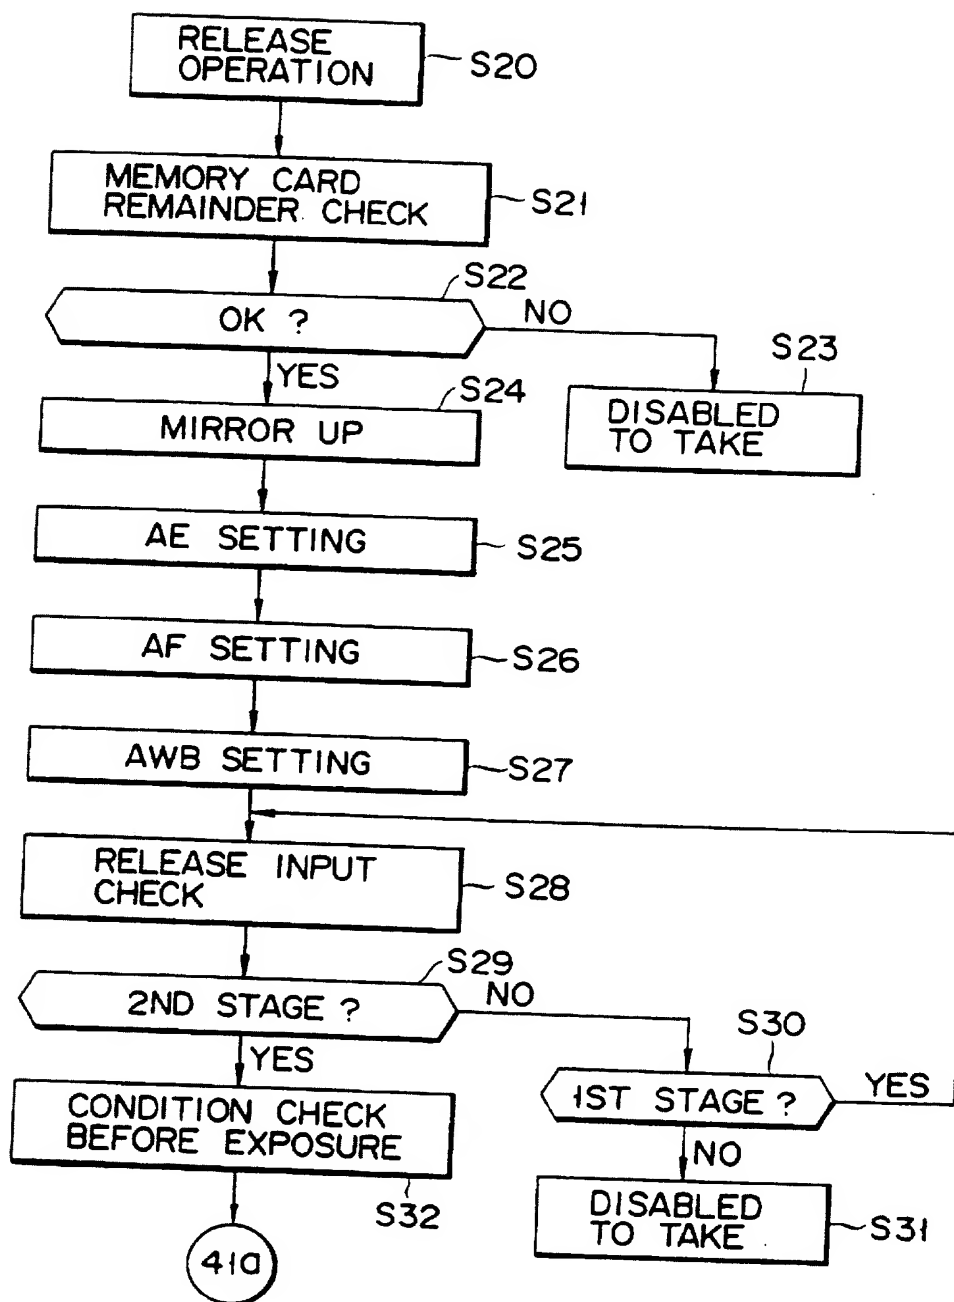 RELEASE
OPERATION
S20
MEMORY CARD
REMAINDER CHECK
S21
S22
OK ?
NO
YES
S23
DISABLED
TO TAKE
S24
MIRROR UP
AE SETTING
S25
AF SETTING
S26
AWB SETTING
S27
RELEASE INPUT
CHECK
S28
S29
2ND STAGE ?
NO
YES
S30
1ST STAGE ?
YES
NO
CONDITION CHECK
BEFORE EXPOSURE
S32
DISABLED
TO TAKE
S31
41a